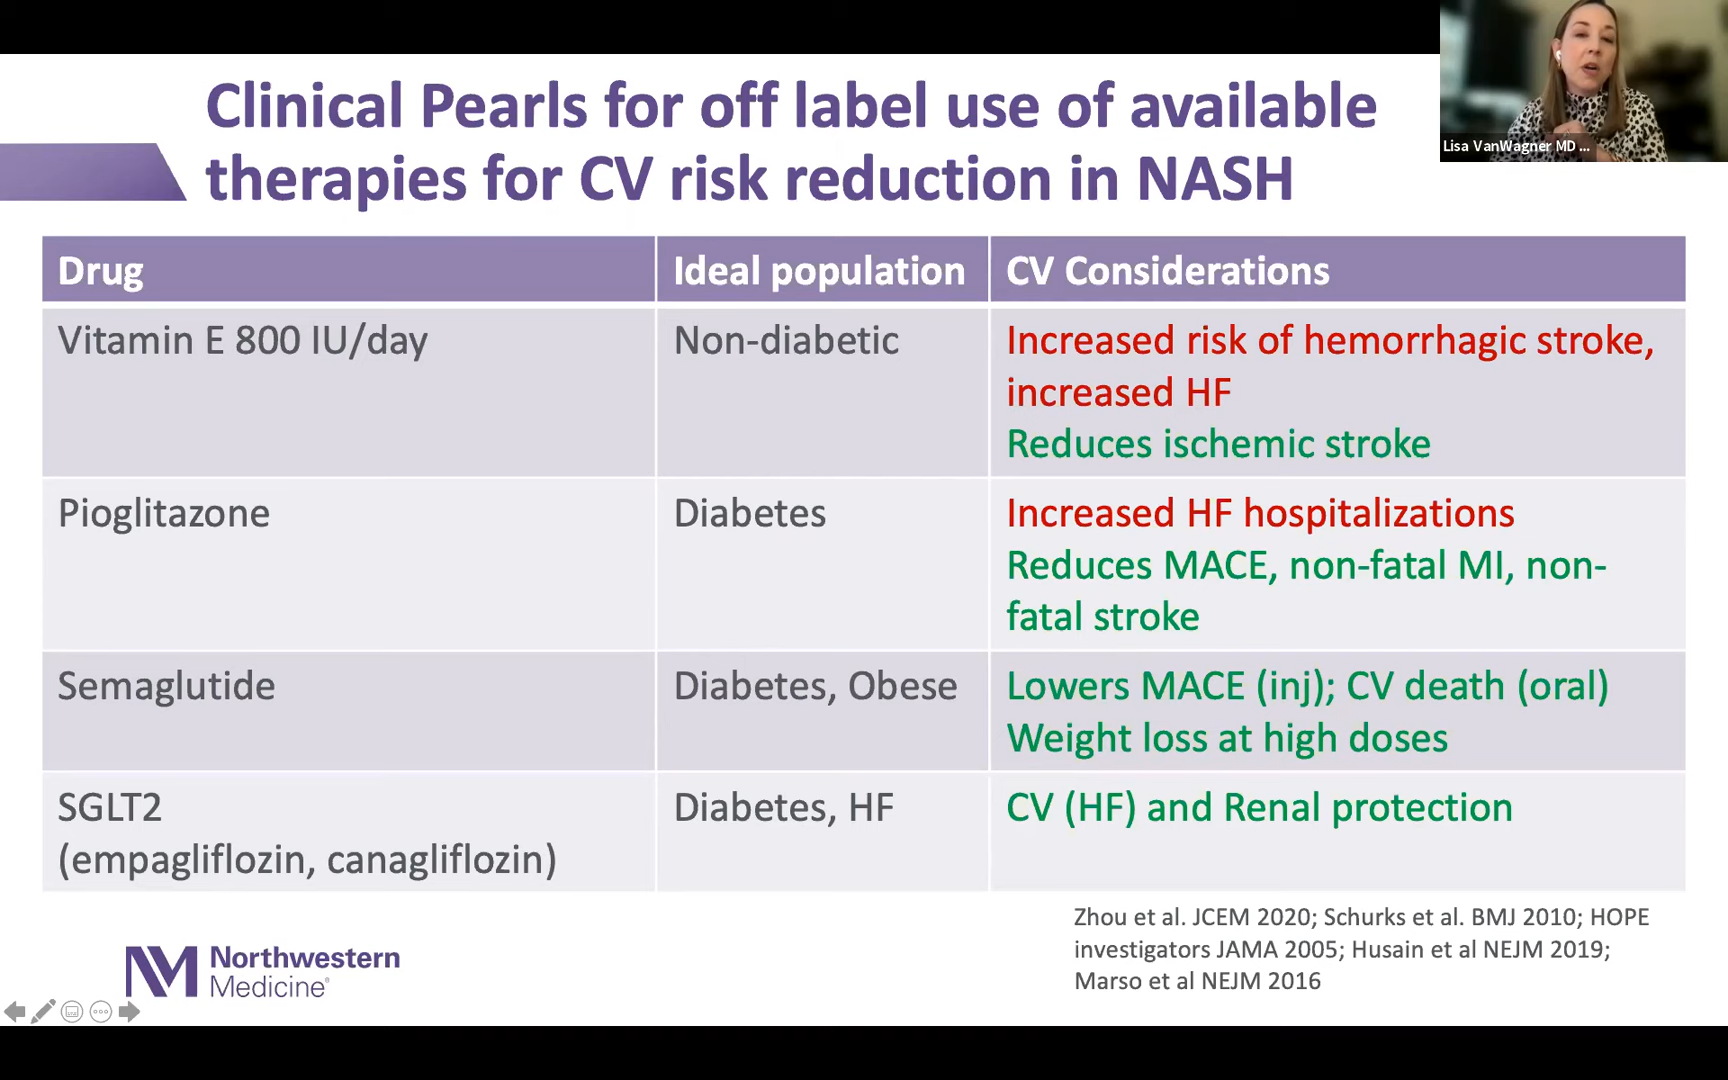 Clinical Pearls for off label use of available
therapies for CV risk reduction in NASH
Lisa VanWagner MD ...
Drug
Ideal population
CV Considerations
Vitamin E 800 IU/day
Non-diabetic
Increased risk of hemorrhagic stroke,
increased HF
Reduces ischemic stroke
Pioglitazone
Diabetes
Increased HF hospitalizations
Reduces MACE, non-fatal MI, non-
fatal stroke
Semaglutide
Diabetes, Obese
Lowers MACE (inj); CV death (oral)
Weight loss at high doses
SGLT2
(empagliflozin, canagliflozin)
Diabetes, HF
CV (HF) and Renal protection
Zhou et al. JCEM 2020; Schurks et al. BMJ 2010; HOPE
investigators JAMA 2005; Husain et al NEJM 2019;
Marso et al NEJM 2016
NM
Northwestern
Medicine®